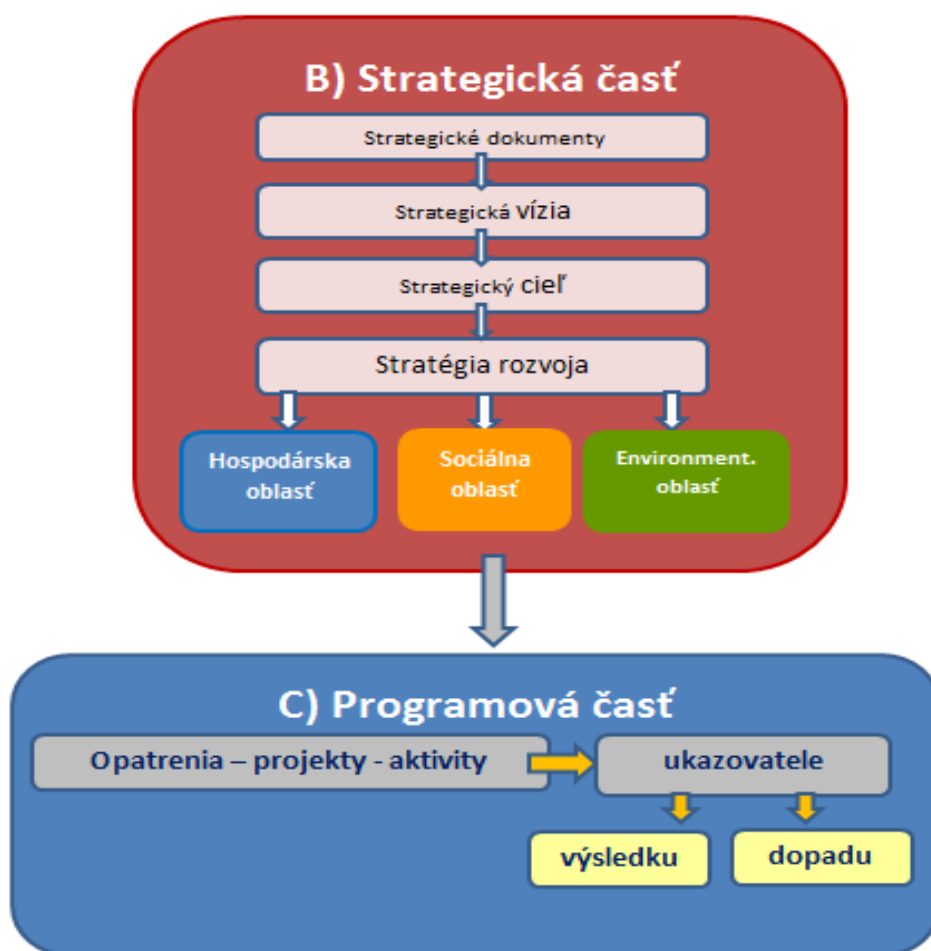 B) Strategická časť
Strategické dokumenty
Strategická vízia
Strategický cieľ
Stratégia rozvoja
Hospodárska
oblasť
Sociálna
oblasť
Environment.
oblasť
C) Programová časť
Opatrenia – projekty - aktivity
ukazovatele
výsledku
dopadu